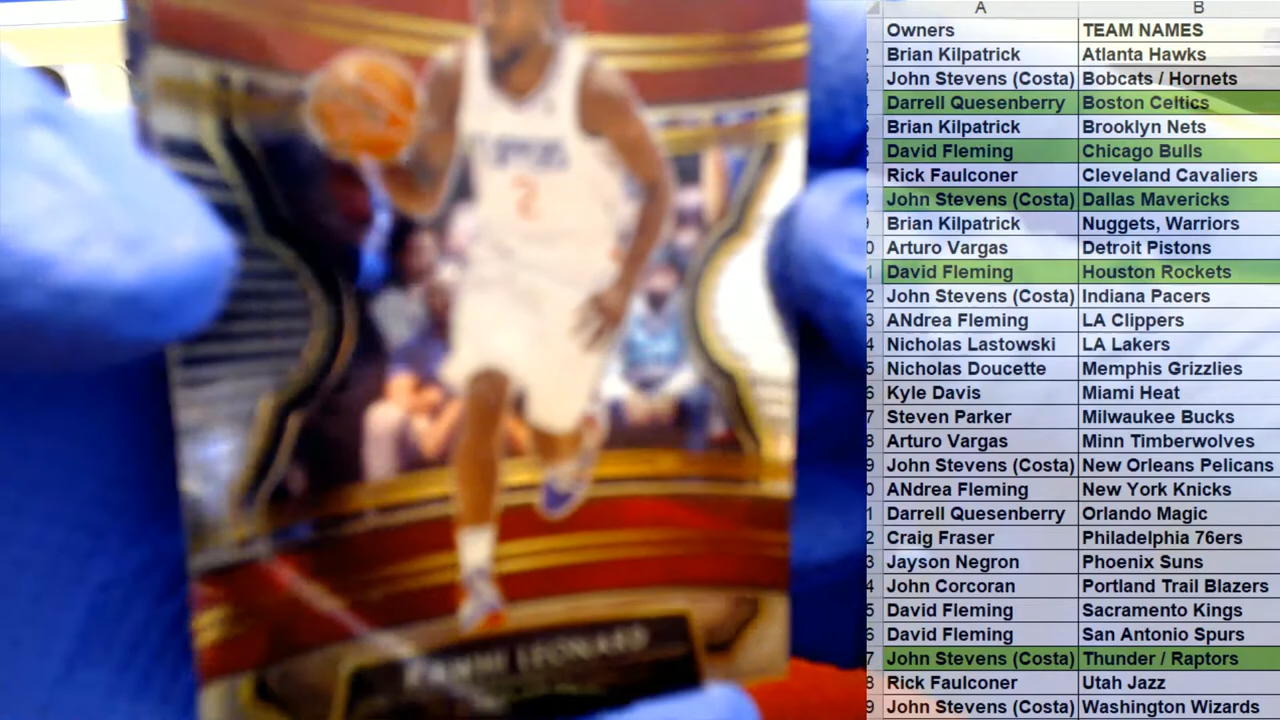 CLIPPERS
2
KAWHI LEONARD
A B
Owners TEAM NAMES
Brian Kilpatrick Atlanta Hawks
John Stevens (Costa) Bobcats / Hornets
Darrell Quesenberry Boston Celtics
Brian Kilpatrick Brooklyn Nets
David Fleming Chicago Bulls
Rick Faulconer Cleveland Cavaliers
John Stevens (Costa) Dallas Mavericks
Brian Kilpatrick Nuggets, Warriors
Arturo Vargas Detroit Pistons
David Fleming Houston Rockets
John Stevens (Costa) Indiana Pacers
ANdrea Fleming LA Clippers
Nicholas Lastowski LA Lakers
Nicholas Doucette Memphis Grizzlies
Kyle Davis Miami Heat
Steven Parker Milwaukee Bucks
Arturo Vargas Minn Timberwolves
John Stevens (Costa) New Orleans Pelicans
ANdrea Fleming New York Knicks
Darrell Quesenberry Orlando Magic
Craig Fraser Philadelphia 76ers
Jayson Negron Phoenix Suns
John Corcoran Portland Trail Blazers
David Fleming Sacramento Kings
David Fleming San Antonio Spurs
John Stevens (Costa) Thunder / Raptors
Rick Faulconer Utah Jazz
John Stevens (Costa) Washington Wizards